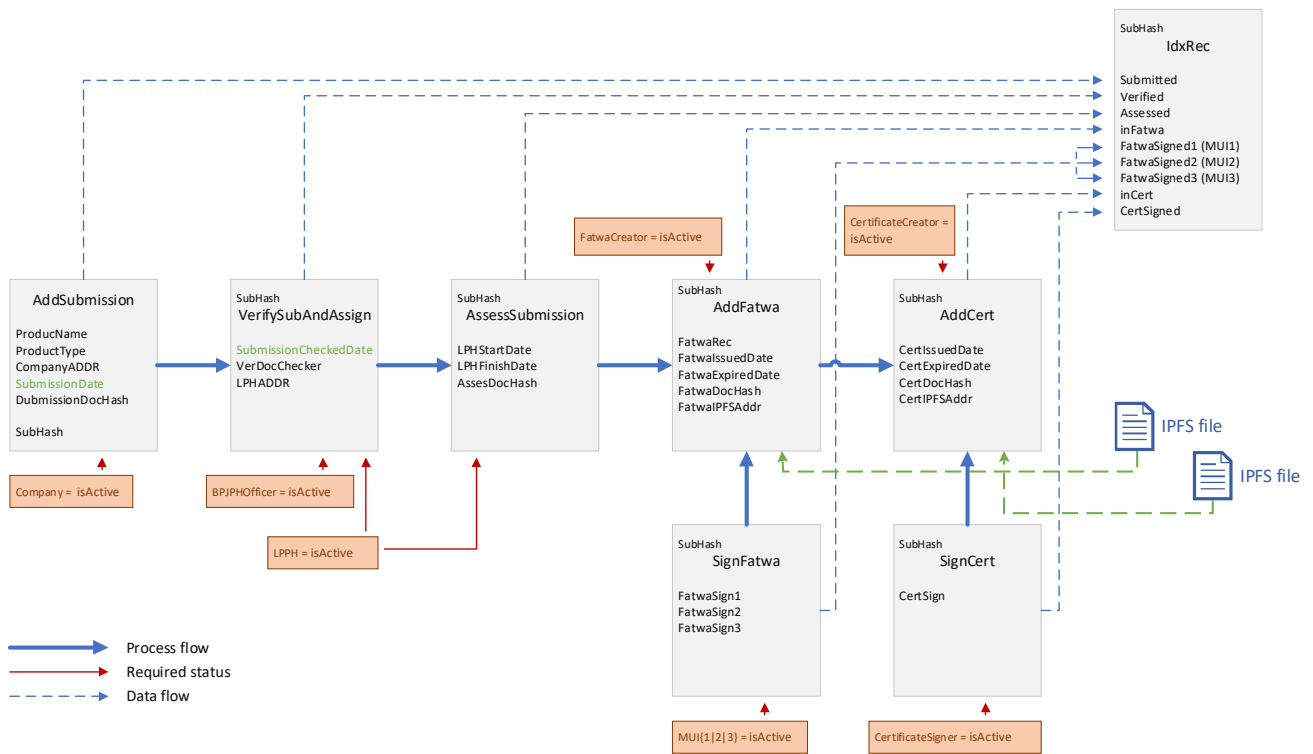 SubHash
IdxRec
Submitted
Verified
Assessed
inFatwa
FatwaSigned1 (MUI1)
FatwaSigned2 (MUI2)
FatwaSigned3 (MUI3)
inCert
CertSigned
FatwaCreator = isActive
CertificateCreator =
isActive
AddSubmission
ProducName
ProductType
CompanyADDR
SubmissionDate
DubmissionDocHash
SubHash
SubHash
VerifySubAndAssign
SubmissionCheckedDate
VerDocChecker
LPHADDR
SubHash
AssessSubmission
LPHStartDate
LPHFinishDate
AssesDocHash
SubHash
AddFatwa
FatwaRec
FatwaIssuedDate
FatwaExpiredDate
FatwaDocHash
FatwaIPFSAddr
SubHash
AddCert
CertIssuedDate
CertExpiredDate
CertDocHash
CertIPFSAddr
IPFS file
IPFS file
Company = isActive
BPJPHOfficer = isActive
LPPH = isActive
SubHash
SignFatwa
FatwaSign1
FatwaSign2
FatwaSign3
SubHash
SignCert
CertSign
Process flow
Required status
Data flow
MUI{1|2|3} = isActive
CertificateSigner = isActive